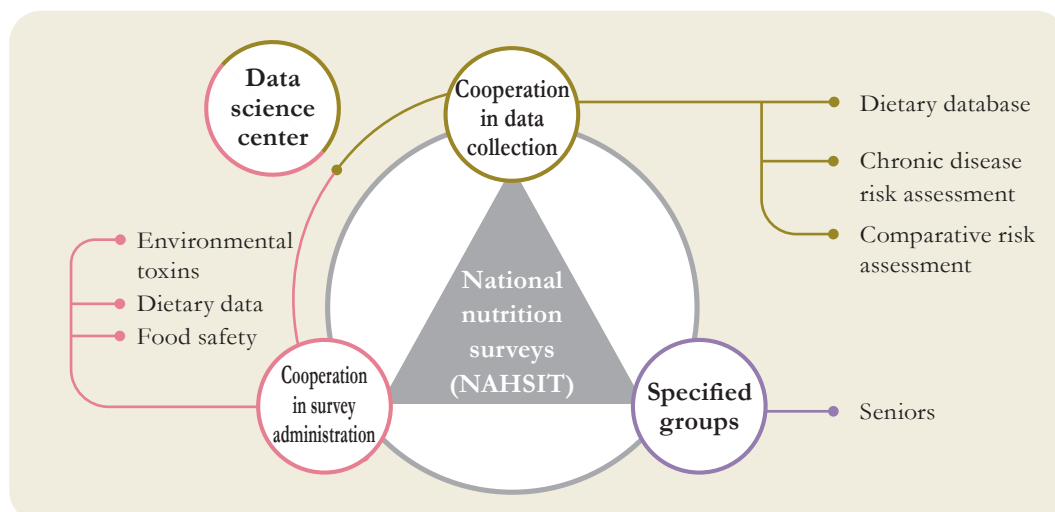 Data
science
center
Cooperation
in data
collection
Dietary database
Chronic disease
risk assessment
Comparative risk
assessment
Environmental
toxins
Dietary data
Food safety
National
nutrition
surveys
(NAHSIT)
Cooperation
in survey
administration
Specified
groups
Seniors